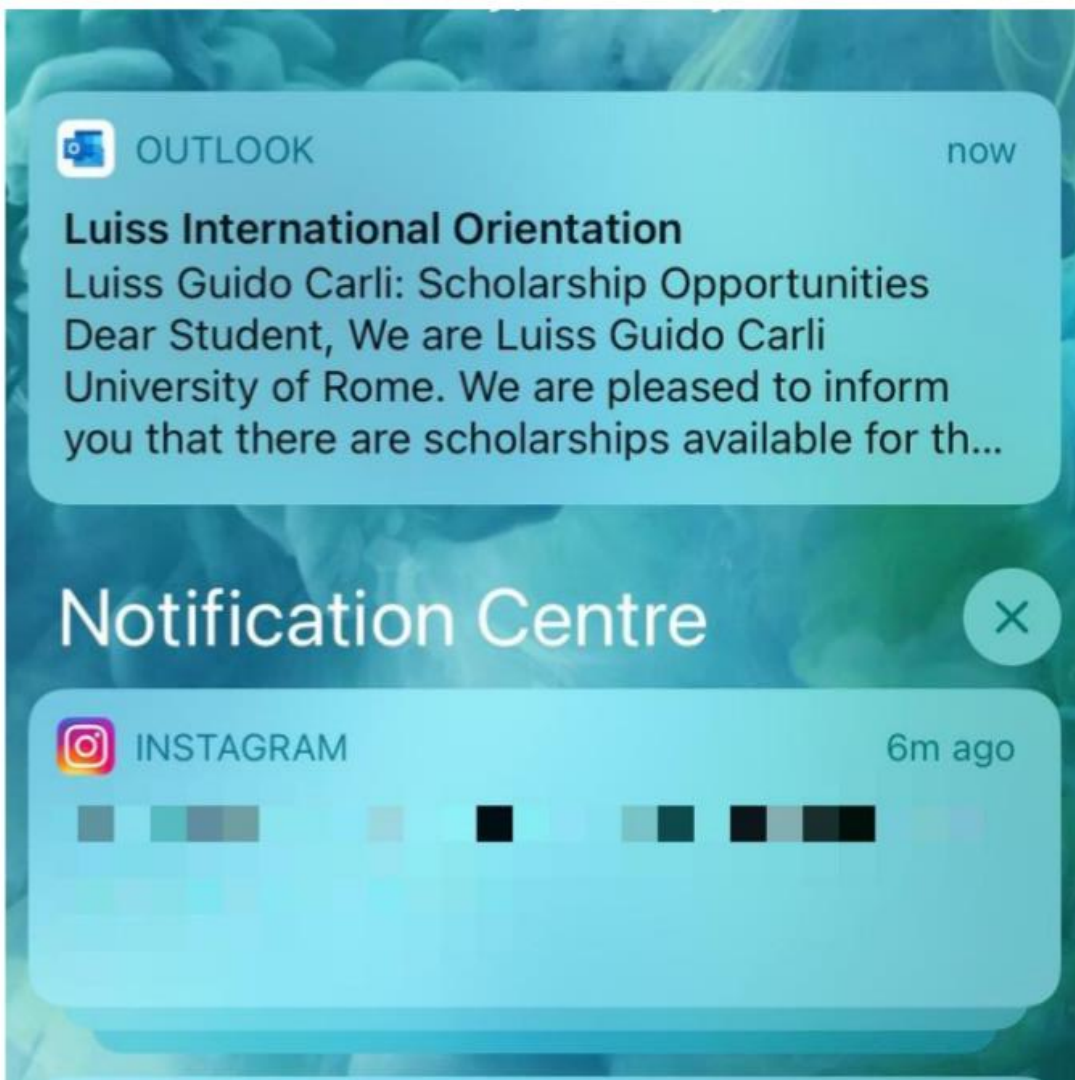 OUTLOOK
now
Luiss International Orientation
Luiss Guido Carli: Scholarship Opportunities
Dear Student, We are Luiss Guido Carli
University of Rome. We are pleased to inform
you that there are scholarships available for th...
Notification Centre
INSTAGRAM
6m ago